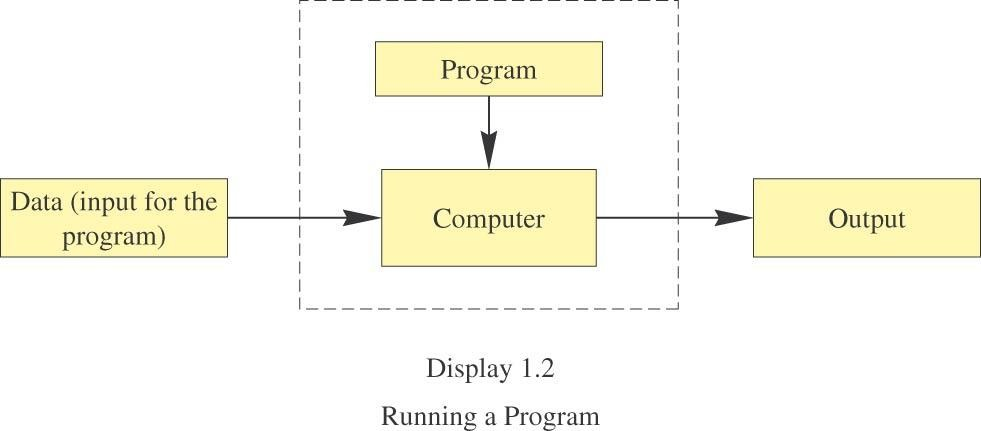 Program
Data (input for the
program)
Computer
Output
Display 1.2
Running a Program